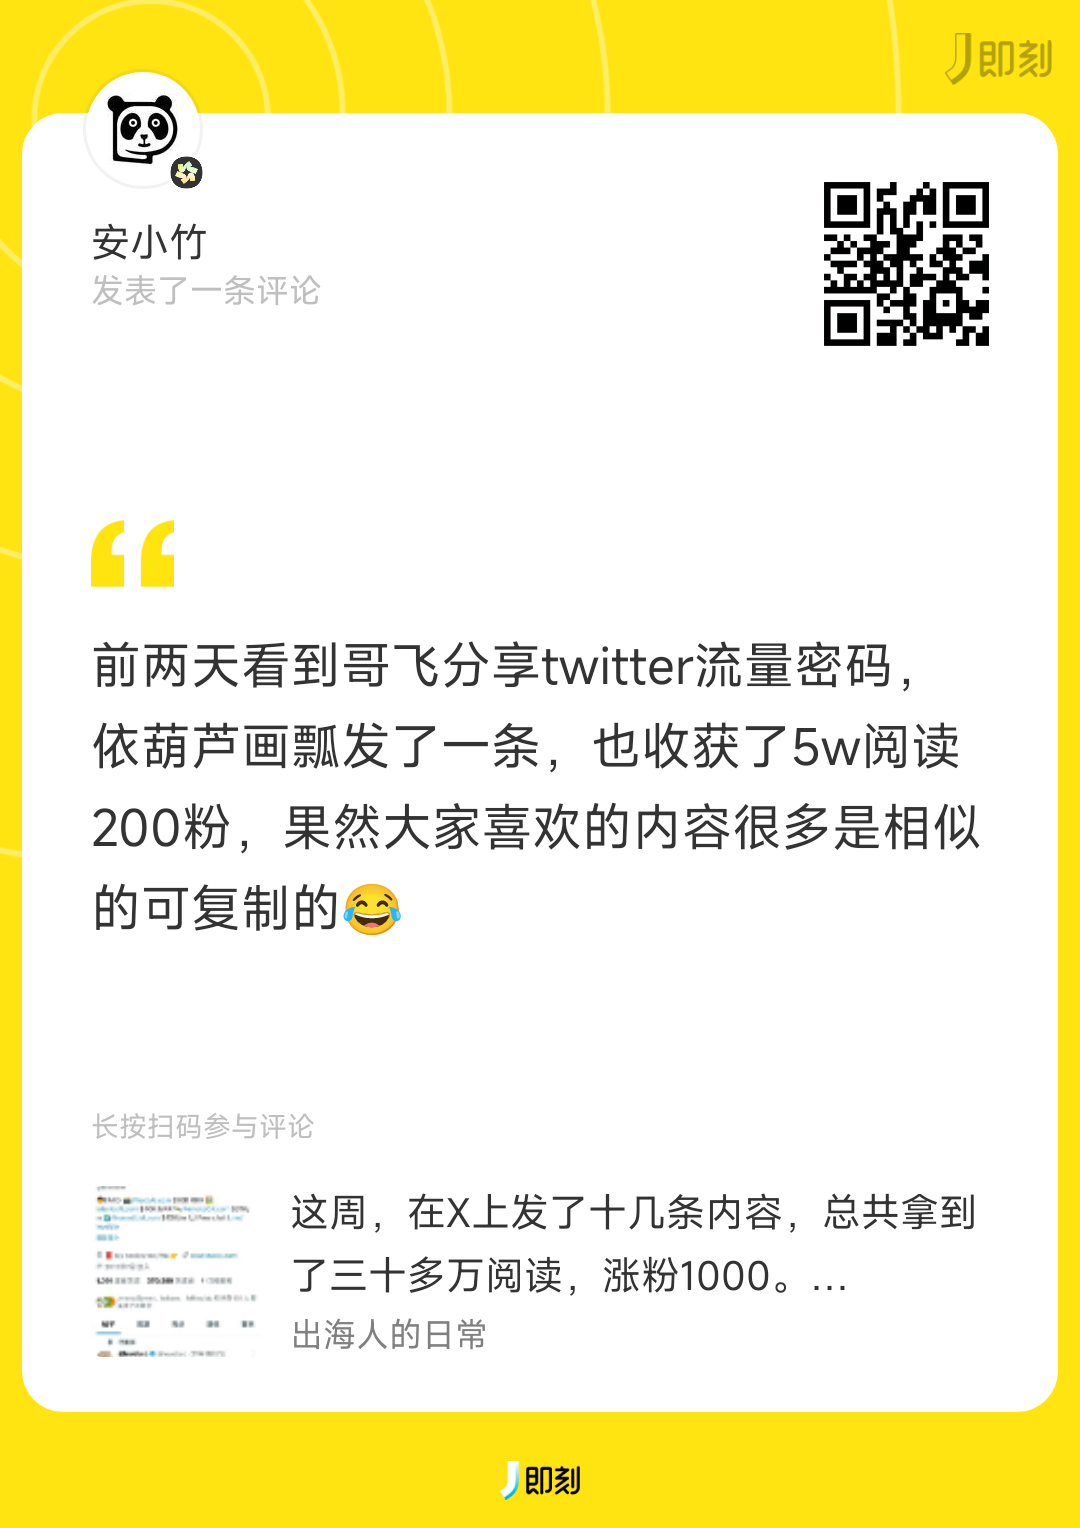 即刻
安小竹
发表了一条评论
前两天看到哥飞分享twitter流量密码，
依葫芦画瓢发了一条，也收获了5w阅读
200粉，果然大家喜欢的内容很多是相似
的可复制的😂
长按扫码参与评论
这周，在X上发了十几条内容，总共拿到
了三十多万阅读，涨粉1000。...
出海人的日常
即刻